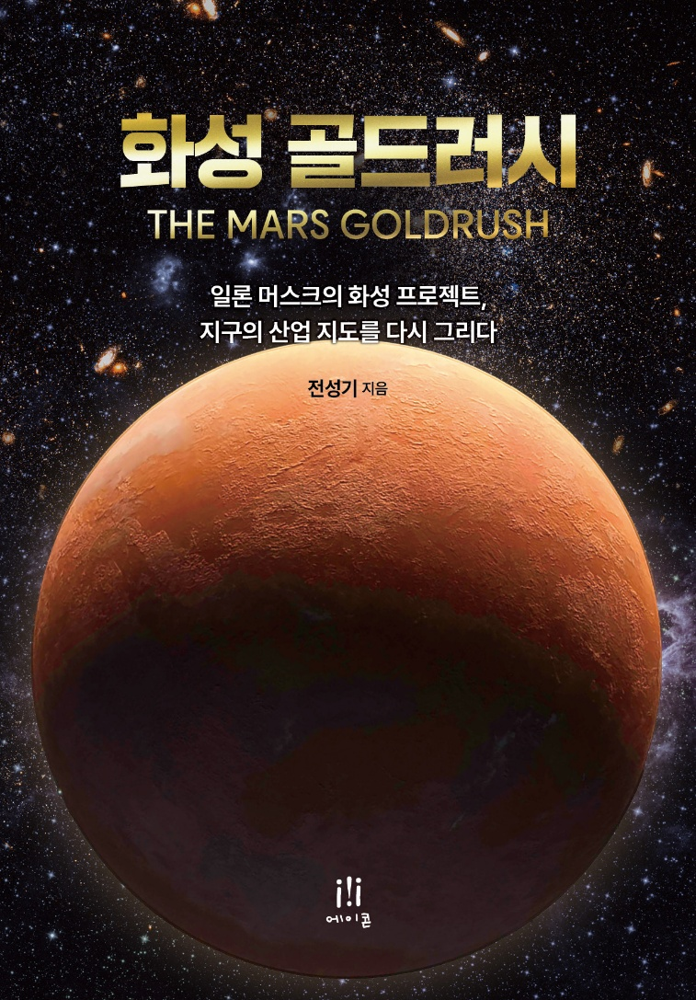 화성 골드러시
THE MARS GOLDRUSH
일론 머스크의 화성 프로젝트,
지구의 산업 지도를 다시 그리다
전성기 지음
에이콘